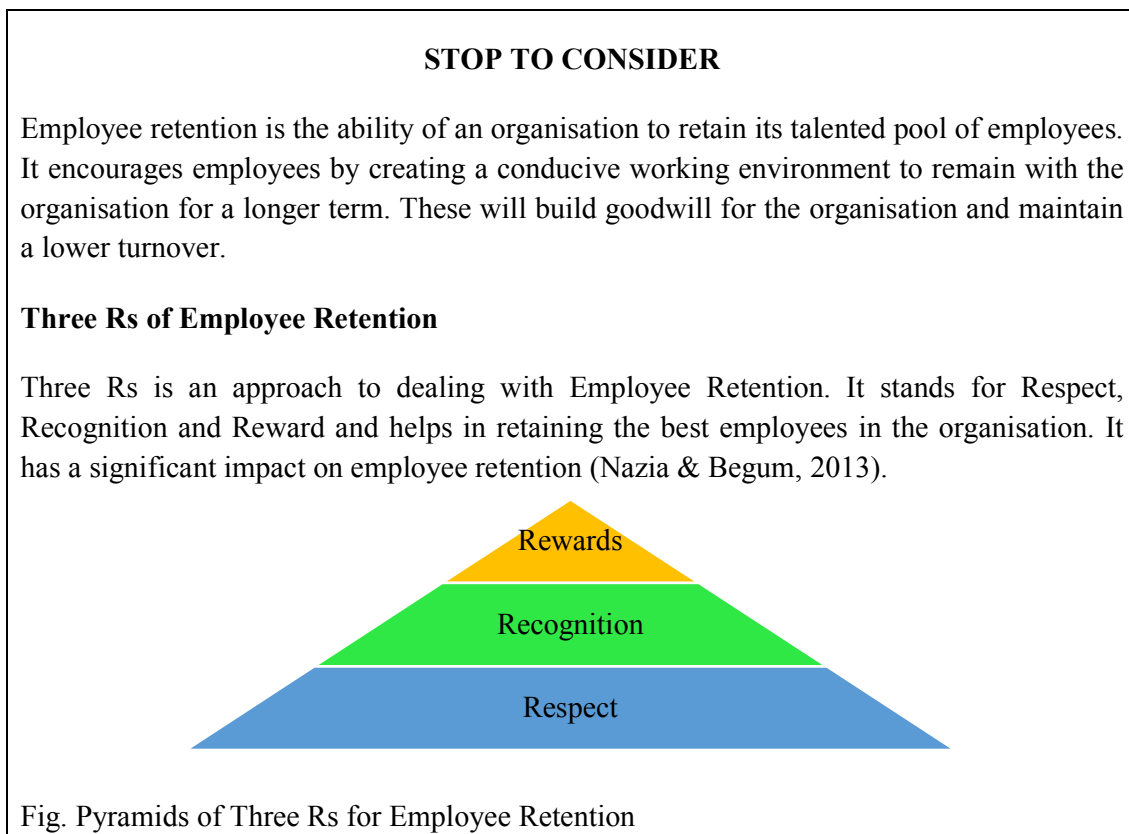 STOP TO CONSIDER
Employee retention is the ability of an organisation to retain its talented pool of employees.
It encourages employees by creating a conducive working environment to remain with the
organisation for a longer term. These will build goodwill for the organisation and maintain
a lower turnover.
Three Rs of Employee Retention
Three Rs is an approach to dealing with Employee Retention. It stands for Respect,
Recognition and Reward and helps in retaining the best employees in the organisation. It
has a significant impact on employee retention (Nazia & Begum, 2013).
Rewards
Recognition
Respect
Fig. Pyramids of Three Rs for Employee Retention